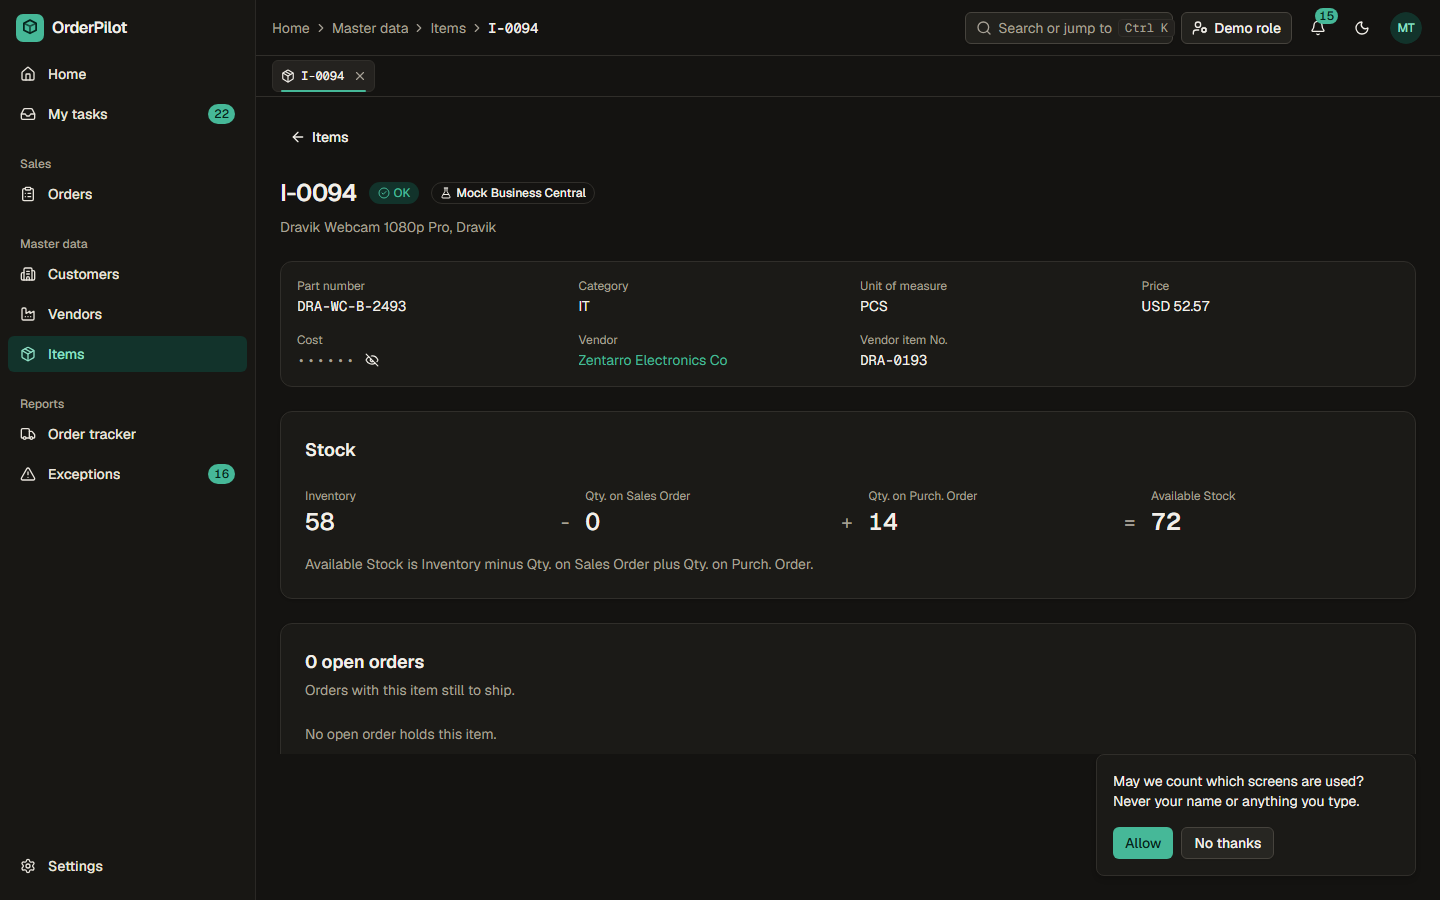 OrderPilot
Home
My tasks 22
Sales
Orders
Master data
Customers
Vendors
Items
Reports
Order tracker
Exceptions 16
Settings
Home > Master data > Items > I-0094
Search or jump to Ctrl K
Demo role
15
MT
I-0094
Items
I-0094 OK Mock Business Central
Dravik Webcam 1080p Pro, Dravik
Part number Category Unit of measure Price
DRA-WC-B-2493 IT PCS USD 52.57
Cost Vendor Vendor item No.
•••••• Zentarro Electronics Co DRA-0193
Stock
Inventory Qty. on Sales Order Qty. on Purch. Order Available Stock
58 - 0 + 14 = 72
Available Stock is Inventory minus Qty. on Sales Order plus Qty. on Purch. Order.
0 open orders
Orders with this item still to ship.
No open order holds this item.
May we count which screens are used?
Never your name or anything you type.
Allow No thanks